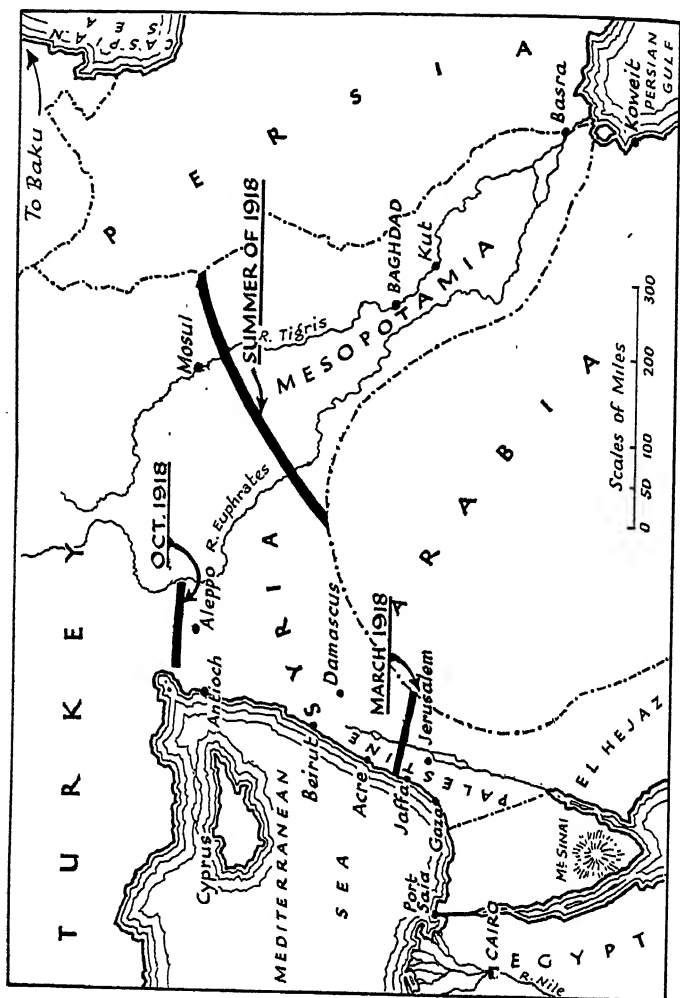 TURKEY
To Baku
CASPIAN
SEA
PERSIA
OCT. 1918
Mosul
SUMMER OF 1918
R. Tigris
Aleppo
R. Euphrates
Antioch
Cyprus
SYRIA
MESOPOTAMIA
BAGHDAD
Kut
Basra
MEDITERRANEAN
SEA
Beirut
Damascus
Acre
MARCH 1918
Jaffa
Jerusalem
PALESTINE
Gaza
ARABIA
Koweit
PERSIAN
GULF
Port
Said
CAIRO
EGYPT
R. Nile
Mt. SINAI
EL HEJAZ
Scales of Miles
0 50 100 200 300